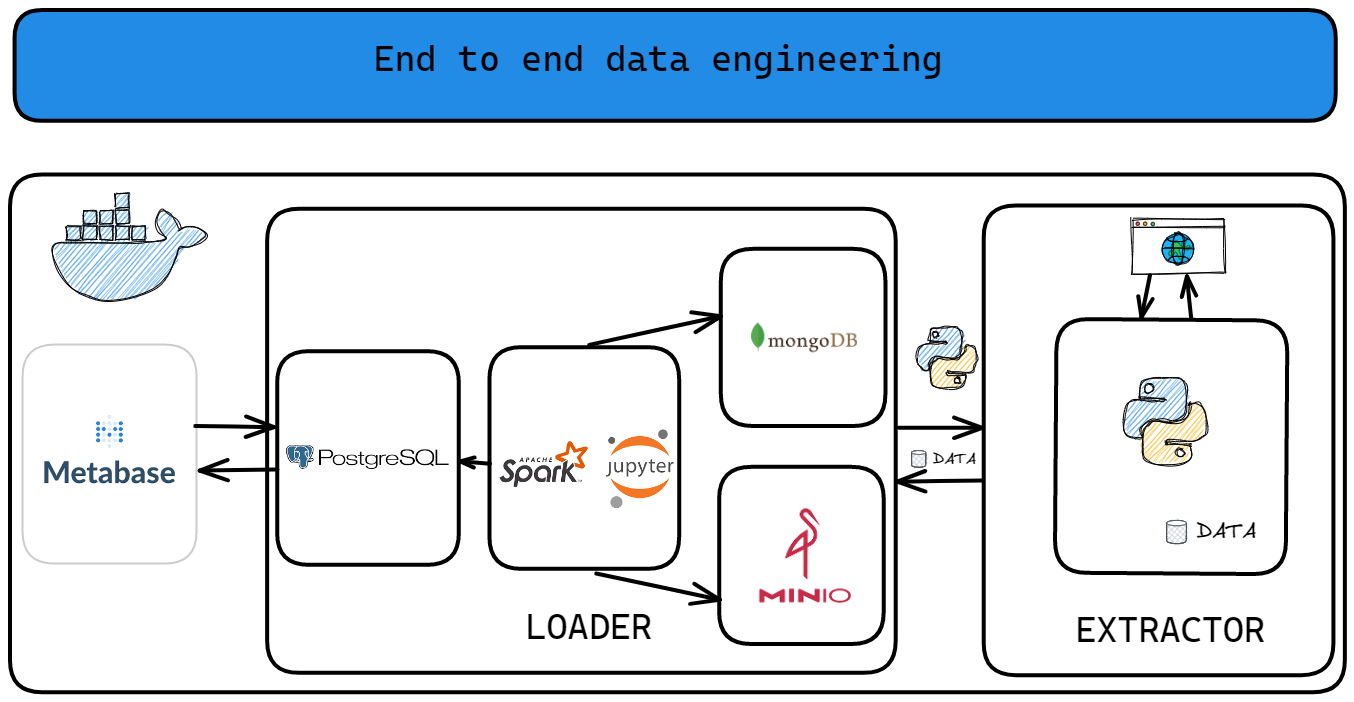 End to end data engineering
mongoDB
Metabase
PostgreSQL
APACHE
Spark
jupyter
DATA
DATA
MINIO
LOADER
EXTRACTOR